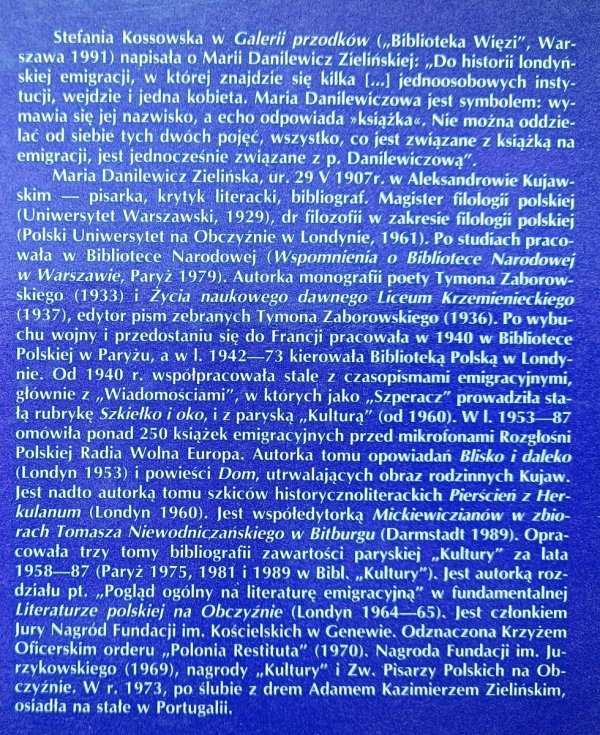 Stefania Kossowska w Galerii przodków („Biblioteka Więzi”, War-
szawa 1991) napisała o Marii Danilewicz Zielińskiej: „Do historii londyń-
skiej emigracji, w której znajdzie się kilka [...] jednoosobowych insty-
tucji, wejdzie i jedna kobieta. Maria Danilewiczowa jest symbolem: wy-
mawia się jej nazwisko, a echo odpowiada »książka«. Nie można oddzie-
lać od siebie tych dwóch pojęć, wszystko, co jest związane z książką na
emigracji, jest jednocześnie związane z p. Danilewiczową”.
Maria Danilewicz Zielińska, ur. 29 V 1907r. w Aleksandrowie Kujaw-
skim — pisarka, krytyk literacki, bibliograf. Magister filologii polskiej
(Uniwersytet Warszawski, 1929), dr filozofii w zakresie filologii polskiej
(Polski Uniwersytet na Obczyźnie w Londynie, 1961). Po studiach praco-
wała w Bibliotece Narodowej (Wspomnienia o Bibliotece Narodowej
w Warszawie, Paryż 1979). Autorka monografii poety Tymona Zaborow-
skiego (1933) i Życia naukowego dawnego Liceum Krzemienieckiego
(1937), edytor pism zebranych Tymona Zaborowskiego (1936). Po wybu-
chu wojny i przedostaniu się do Francji pracowała w 1940 w Bibliotece
Polskiej w Paryżu, a w l. 1942—73 kierowała Biblioteką Polską w Londy-
nie. Od 1940 r. współpracowała stale z czasopismami emigracyjnymi,
głównie z „Wiadomościami”, w których jako „Szperacz” prowadziła sta-
łą rubrykę Szkiełko i oko, i z paryską „Kulturą” (od 1960). W l. 1953—87
omówiła ponad 250 książek emigracyjnych przed mikrofonami Rozgłośni
Polskiej Radia Wolna Europa. Autorka tomu opowiadań Blisko i daleko
(Londyn 1953) i powieści Dom, utrwalających obraz rodzinnych Kujaw.
Jest nadto autorką tomu szkiców historycznoliterackich Pierścień z Her-
kulanum (Londyn 1960). Jest współedytorką Mickiewiczianów w zbio-
rach Tomasza Niewodniczańskiego w Bitburgu (Darmstadt 1989). Opra-
cowała trzy tomy bibliografii zawartości paryskiej „Kultury” za lata
1958—87 (Paryż 1975, 1981 i 1989 w Bibl. „Kultury”). Jest autorką roz-
działu pt. „Pogląd ogólny na literaturę emigracyjną” w fundamentalnej
Literaturze polskiej na Obczyźnie (Londyn 1964—65). Jest członkiem
Jury Nagród Fundacji im. Kościelskich w Genewie. Odznaczona Krzyżem
Oficerskim orderu „Polonia Restituta” (1970). Nagroda Fundacji im. Ju-
rzykowskiego (1969), nagrody „Kultury” i Zw. Pisarzy Polskich na Ob-
czyźnie. W r. 1973, po ślubie z drem Adamem Kazimierzem Zielińskim,
osiadła na stałe w Portugalii.